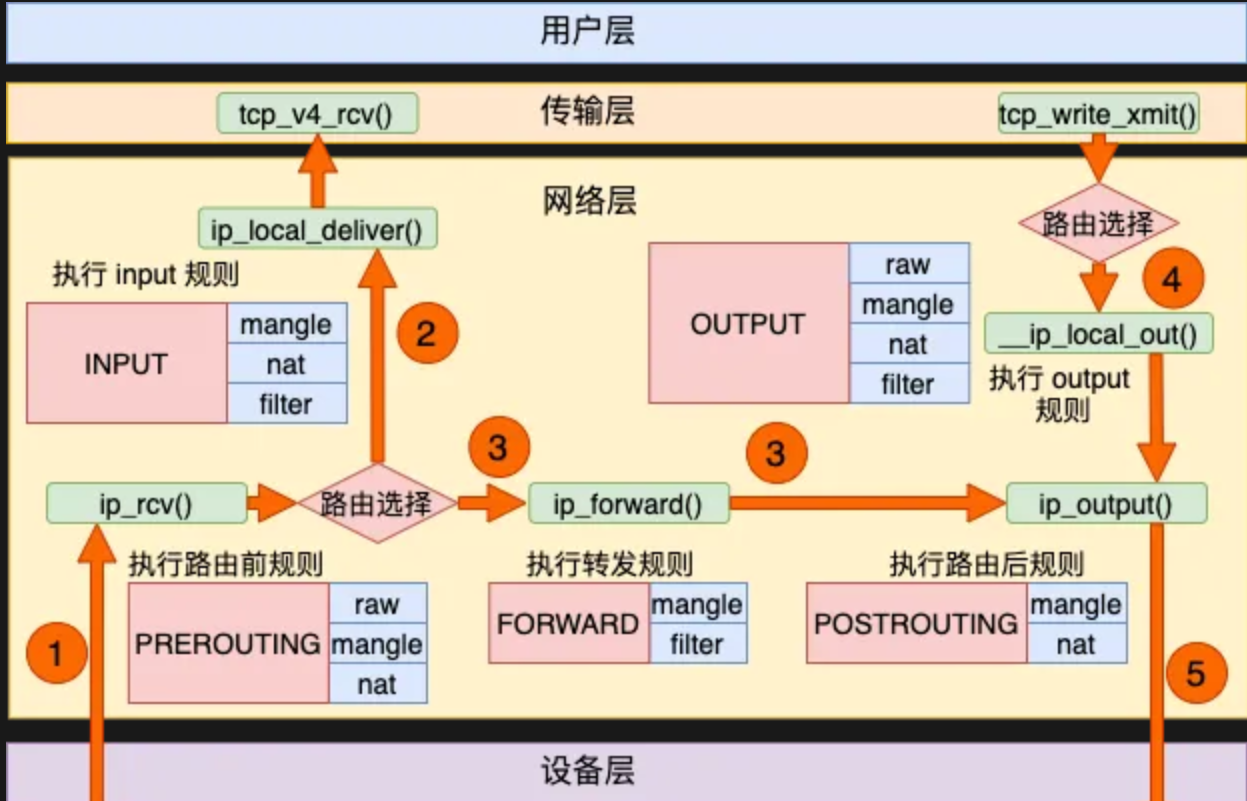 用户层
传输层
tcp_v4_rcv()
tcp_write_xmit()
网络层
ip_local_deliver()
路由选择
4
执行 input 规则
INPUT
mangle
nat
filter
2
OUTPUT
raw
mangle
nat
filter
__ip_local_out()
执行 output
规则
3
3
ip_rcv()
路由选择
ip_forward()
ip_output()
1
执行路由前规则
PREROUTING
raw
mangle
nat
执行转发规则
FORWARD
mangle
filter
执行路由后规则
POSTROUTING
mangle
nat
5
设备层